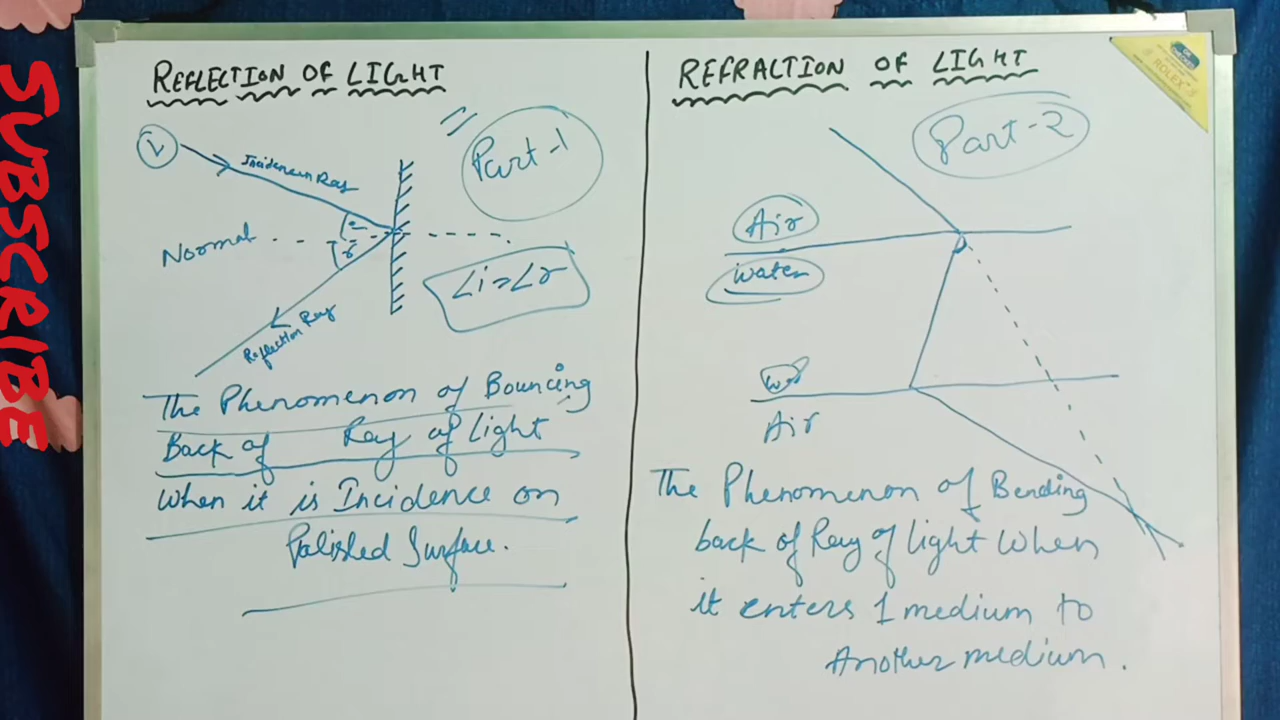 SUBSCRIBE
REFLECTION OF LIGHT
Part-1
L
Incidence Ray
i
Normal
r
∠i=∠r
Reflection Ray
The Phenomenon of Bouncing
Back of Ray of Light
When it is Incidence on
Polished Surface.
REFRACTION OF LIGHT
ROLEX
Part-2
Air
Water
Air
The Phenomenon of Bending
back of Ray of light When
it enters 1 medium to
Another medium.